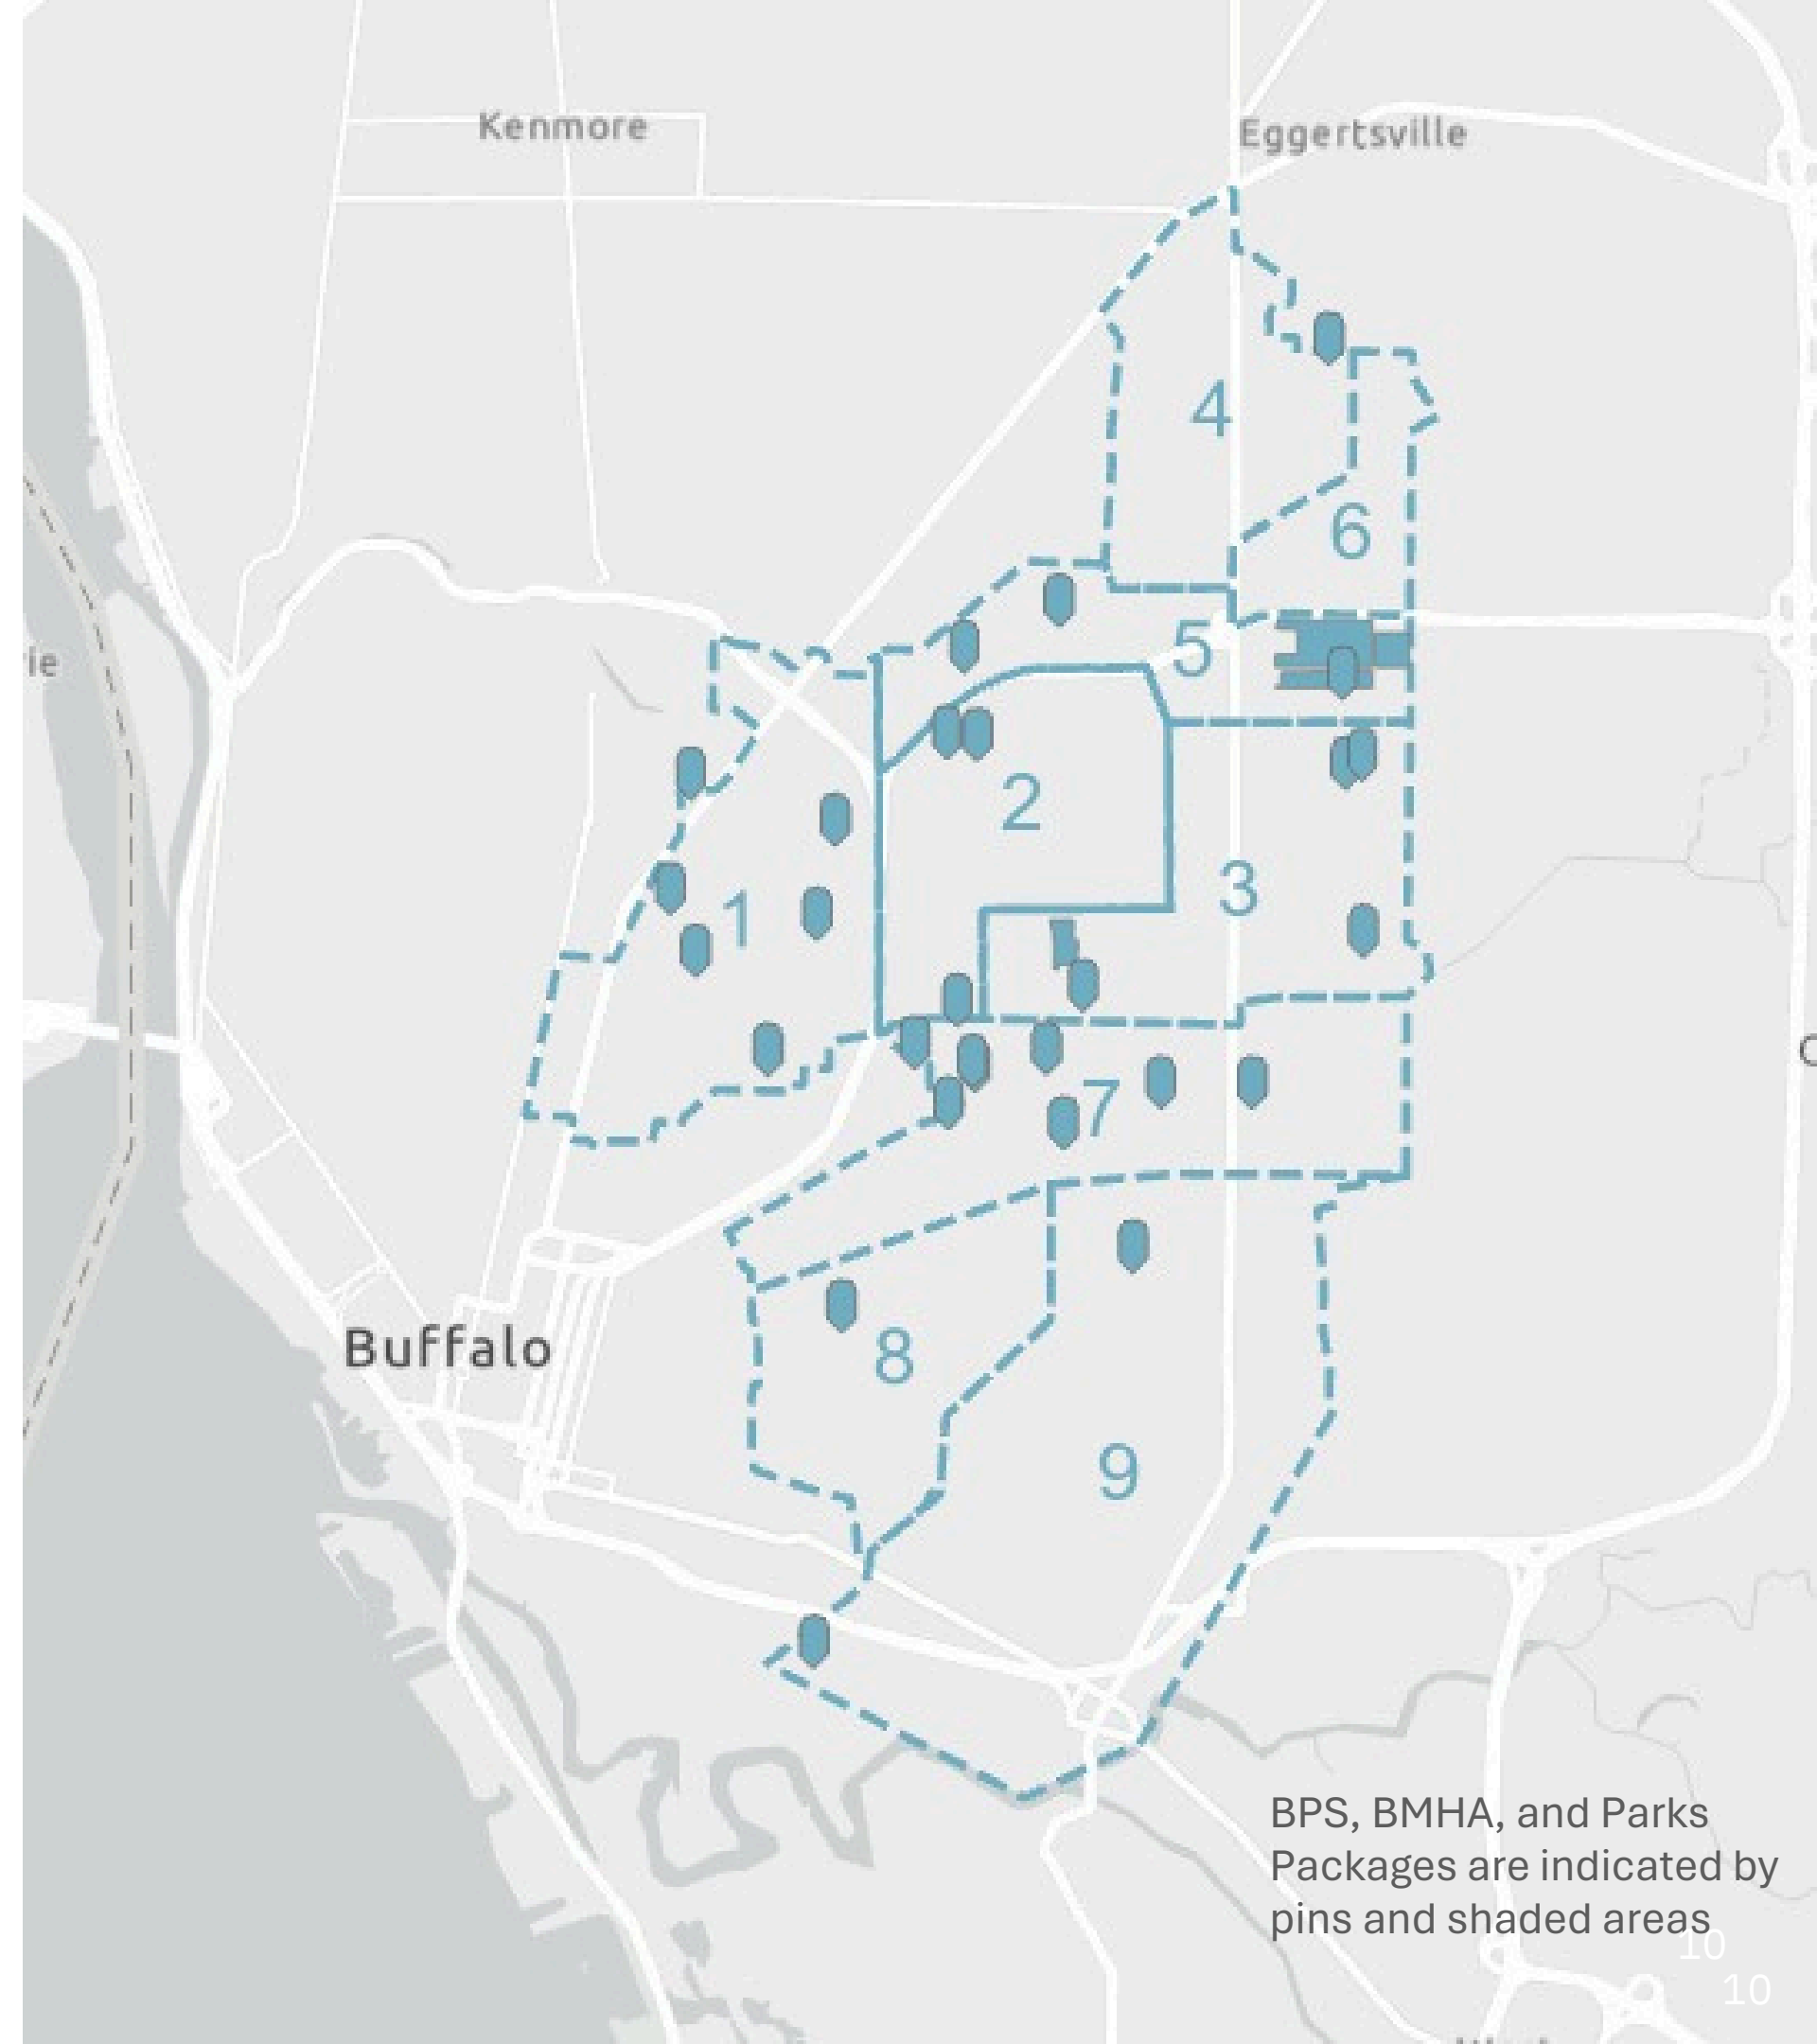 Kenmore
Eggertsville
4
6
5
ie
2
3
1
7
Buffalo
8
9
BPS, BMHA, and Parks
Packages are indicated by
pins and shaded areas
10
10